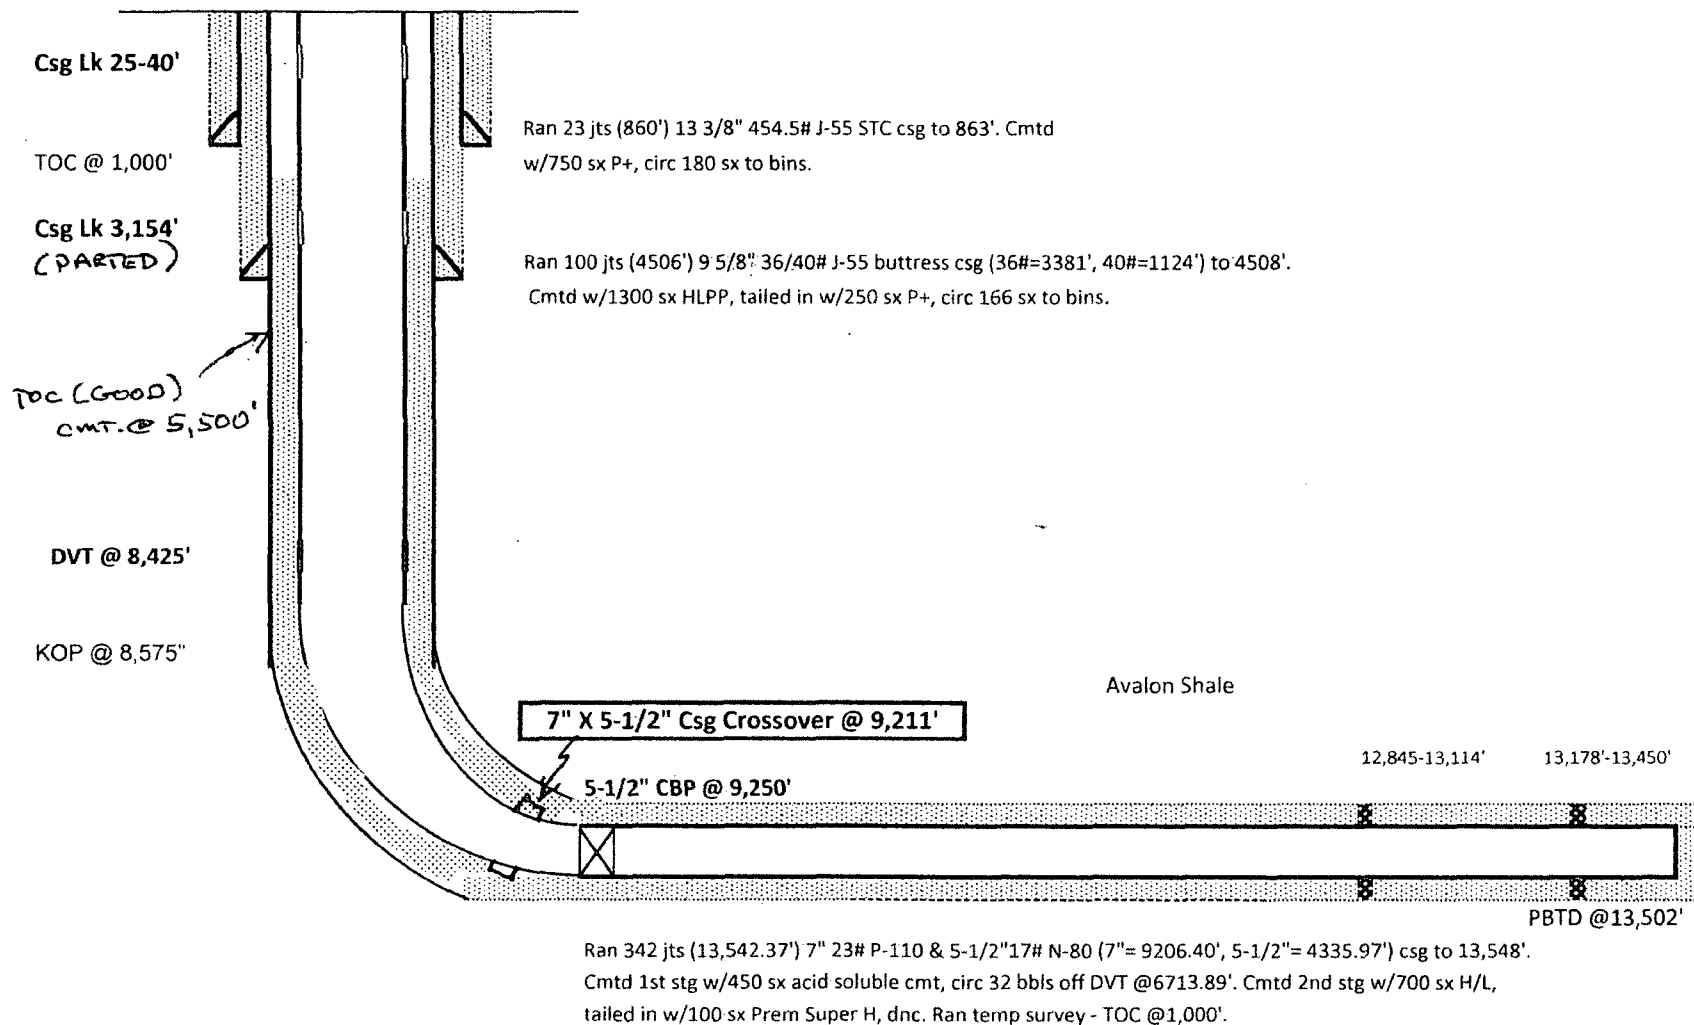 Csg Lk 25-40'
Ran 23 jts (860') 13 3/8" 454.5# J-55 STC csg to 863'. Cmtd
w/750 sx P+, circ 180 sx to bins.
TOC @ 1,000'
Csg Lk 3,154'
(PARTED)
Ran 100 jts (4506') 9 5/8" 36/40# J-55 buttress csg (36#=3381', 40#=1124') to 4508'.
Cmtd w/1300 sx HLPP, tailed in w/250 sx P+, circ 166 sx to bins.
TOC (GOOD)
CMT. @ 5,500'
DVT @ 8,425'
KOP @ 8,575"
Avalon Shale
7" X 5-1/2" Csg Crossover @ 9,211'
12,845-13,114'
13,178'-13,450'
5-1/2" CBP @ 9,250'
PBTD @13,502'
Ran 342 jts (13,542.37') 7" 23# P-110 & 5-1/2"17# N-80 (7"= 9206.40', 5-1/2"= 4335.97') csg to 13,548'.
Cmtd 1st stg w/450 sx acid soluble cmt, circ 32 bbls off DVT @6713.89'. Cmtd 2nd stg w/700 sx H/L,
tailed in w/100 sx Prem Super H, dnc. Ran temp survey - TOC @1,000'.